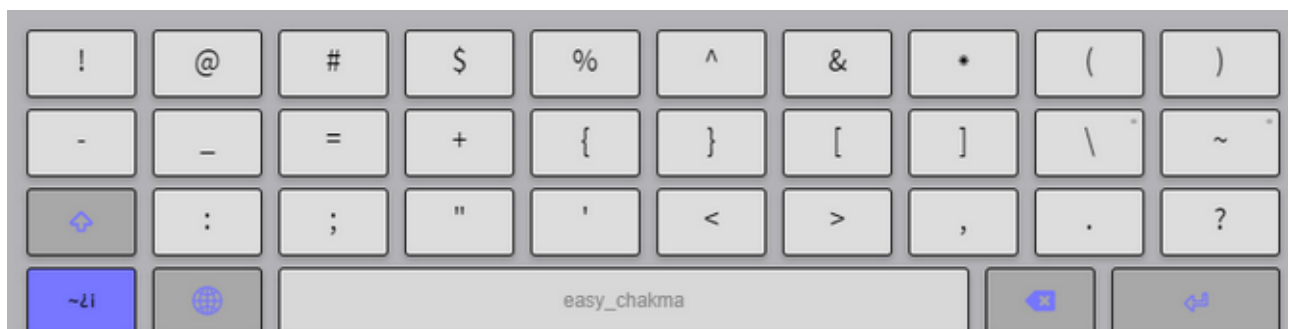 ! @ # $ % ^ & * ( )
- _ = + { } [ ] \ ~
: ; " ' < > , . ?
~¿¡ easy_chakma